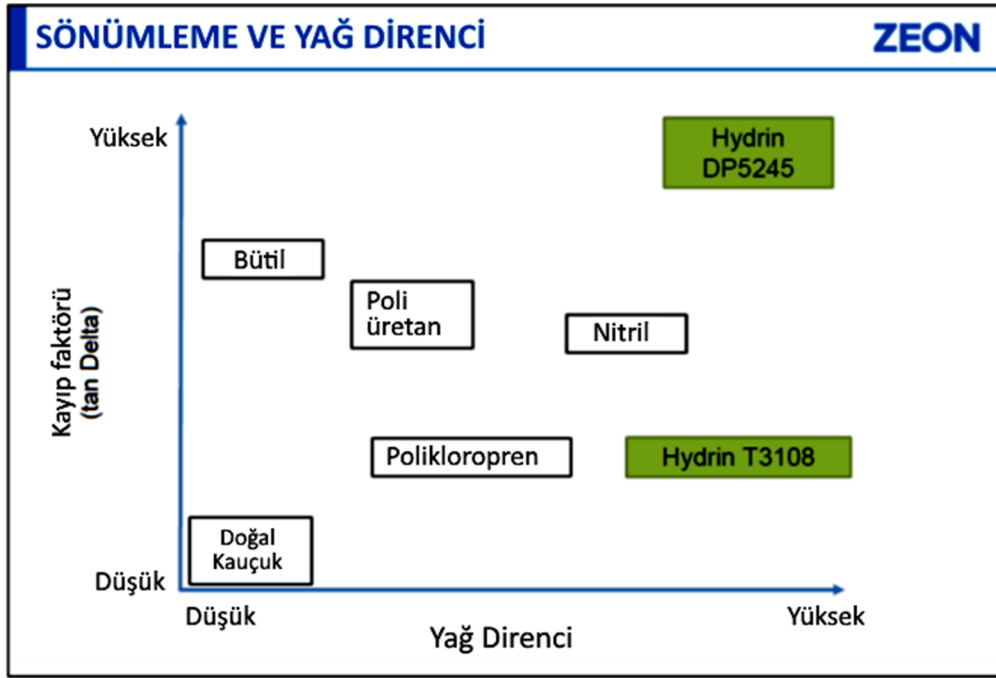 SÖNÜMLEME VE YAĞ DİRENCİ
ZEON
Yüksek
Hydrin
DP5245
Bütil
Poli
üretan
Nitril
Kayıp faktörü
(tan Delta)
Polikloropren
Hydrin T3108
Doğal
Kauçuk
Düşük
Düşük
Yüksek
Yağ Direnci